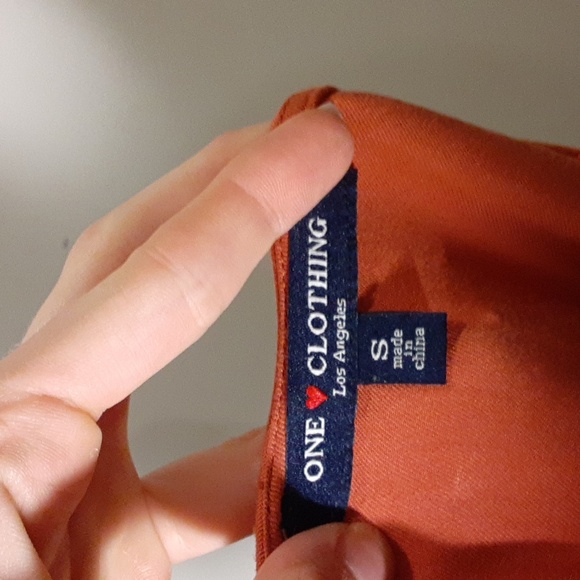 ONE ♥ CLOTHING
Los Angeles
S
made
in
china